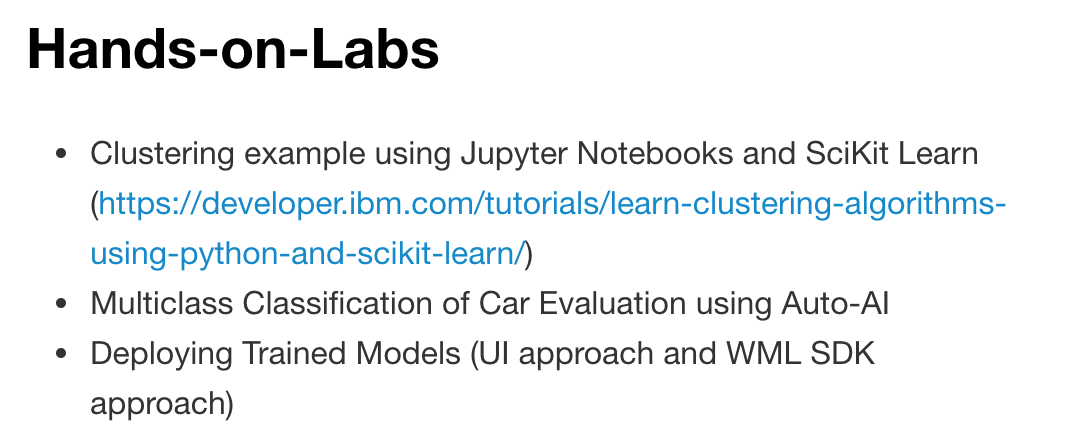 Hands-on-Labs
• Clustering example using Jupyter Notebooks and SciKit Learn
(https://developer.ibm.com/tutorials/learn-clustering-algorithms-
using-python-and-scikit-learn/)
• Multiclass Classification of Car Evaluation using Auto-AI
• Deploying Trained Models (UI approach and WML SDK
approach)